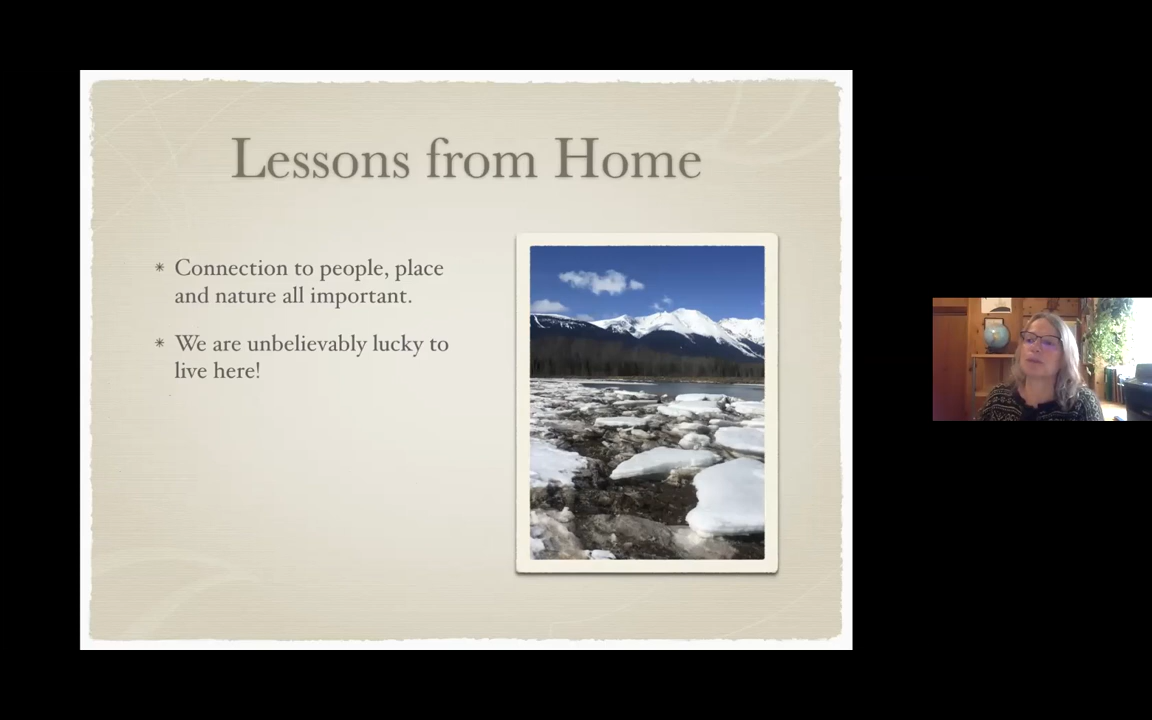 Lessons from Home
* Connection to people, place
and nature all important.
* We are unbelievably lucky to
live here!